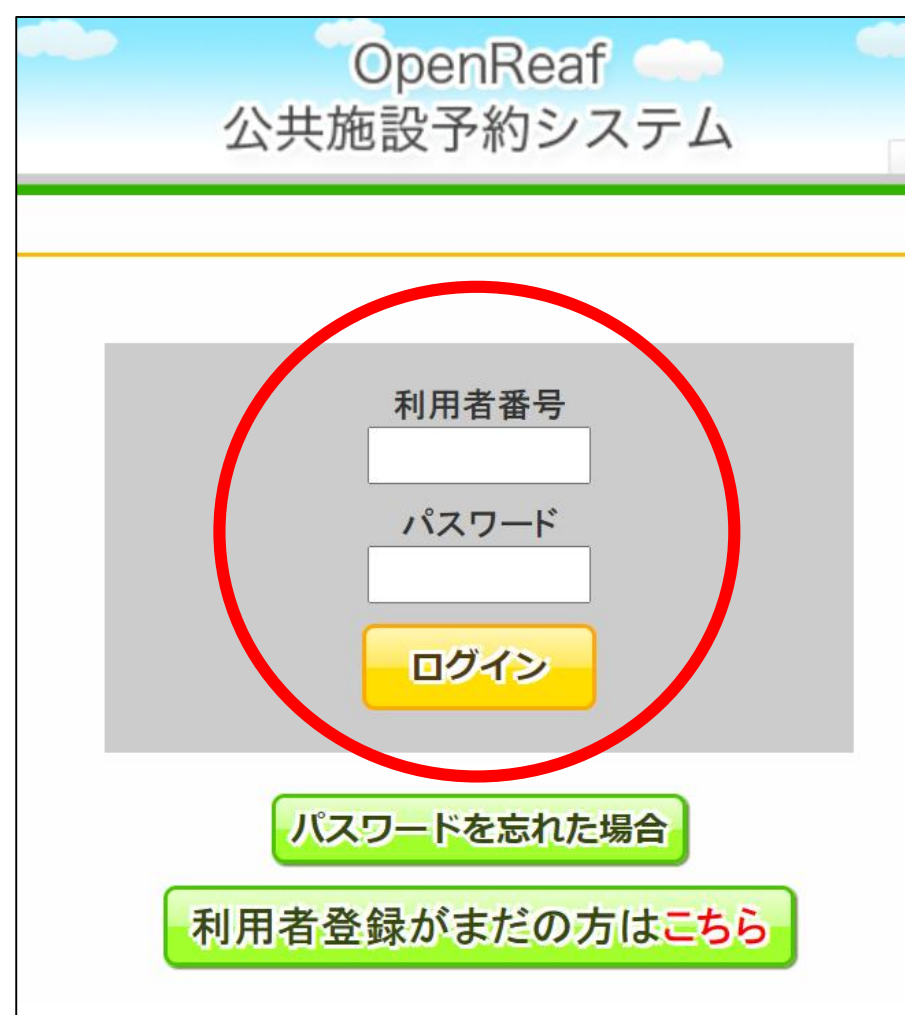 OpenReaf
公共施設予約システム
利用者番号
パスワード
ログイン
パスワードを忘れた場合
利用者登録がまだの方はこちら